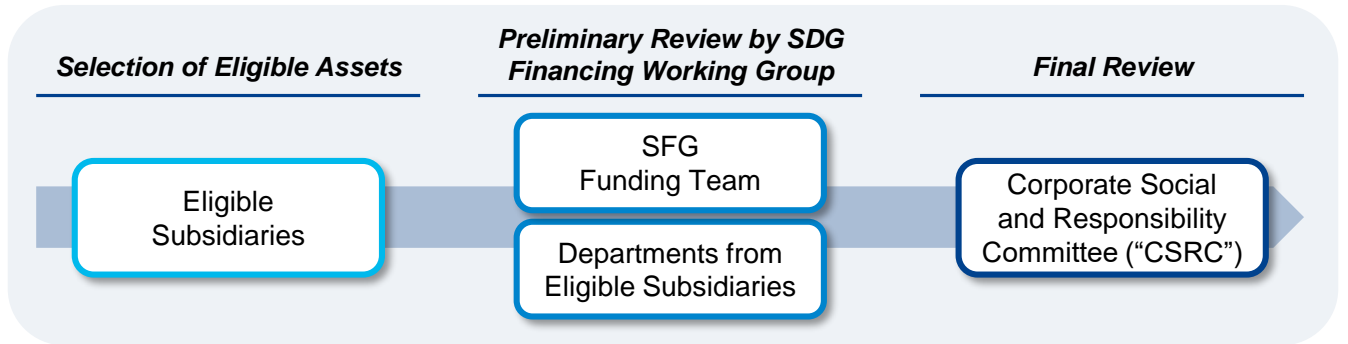 Selection of Eligible Assets
Preliminary Review by SDG
Financing Working Group
Final Review
Eligible
Subsidiaries
SFG
Funding Team
Departments from
Eligible Subsidiaries
Corporate Social
and Responsibility
Committee (“CSRC”)